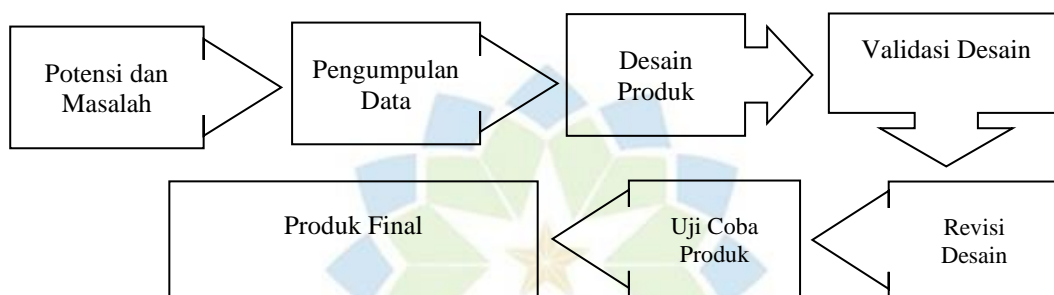 Potensi dan
Masalah
Pengumpulan
Data
Desain
Produk
Validasi Desain
Revisi
Desain
Uji Coba
Produk
Produk Final